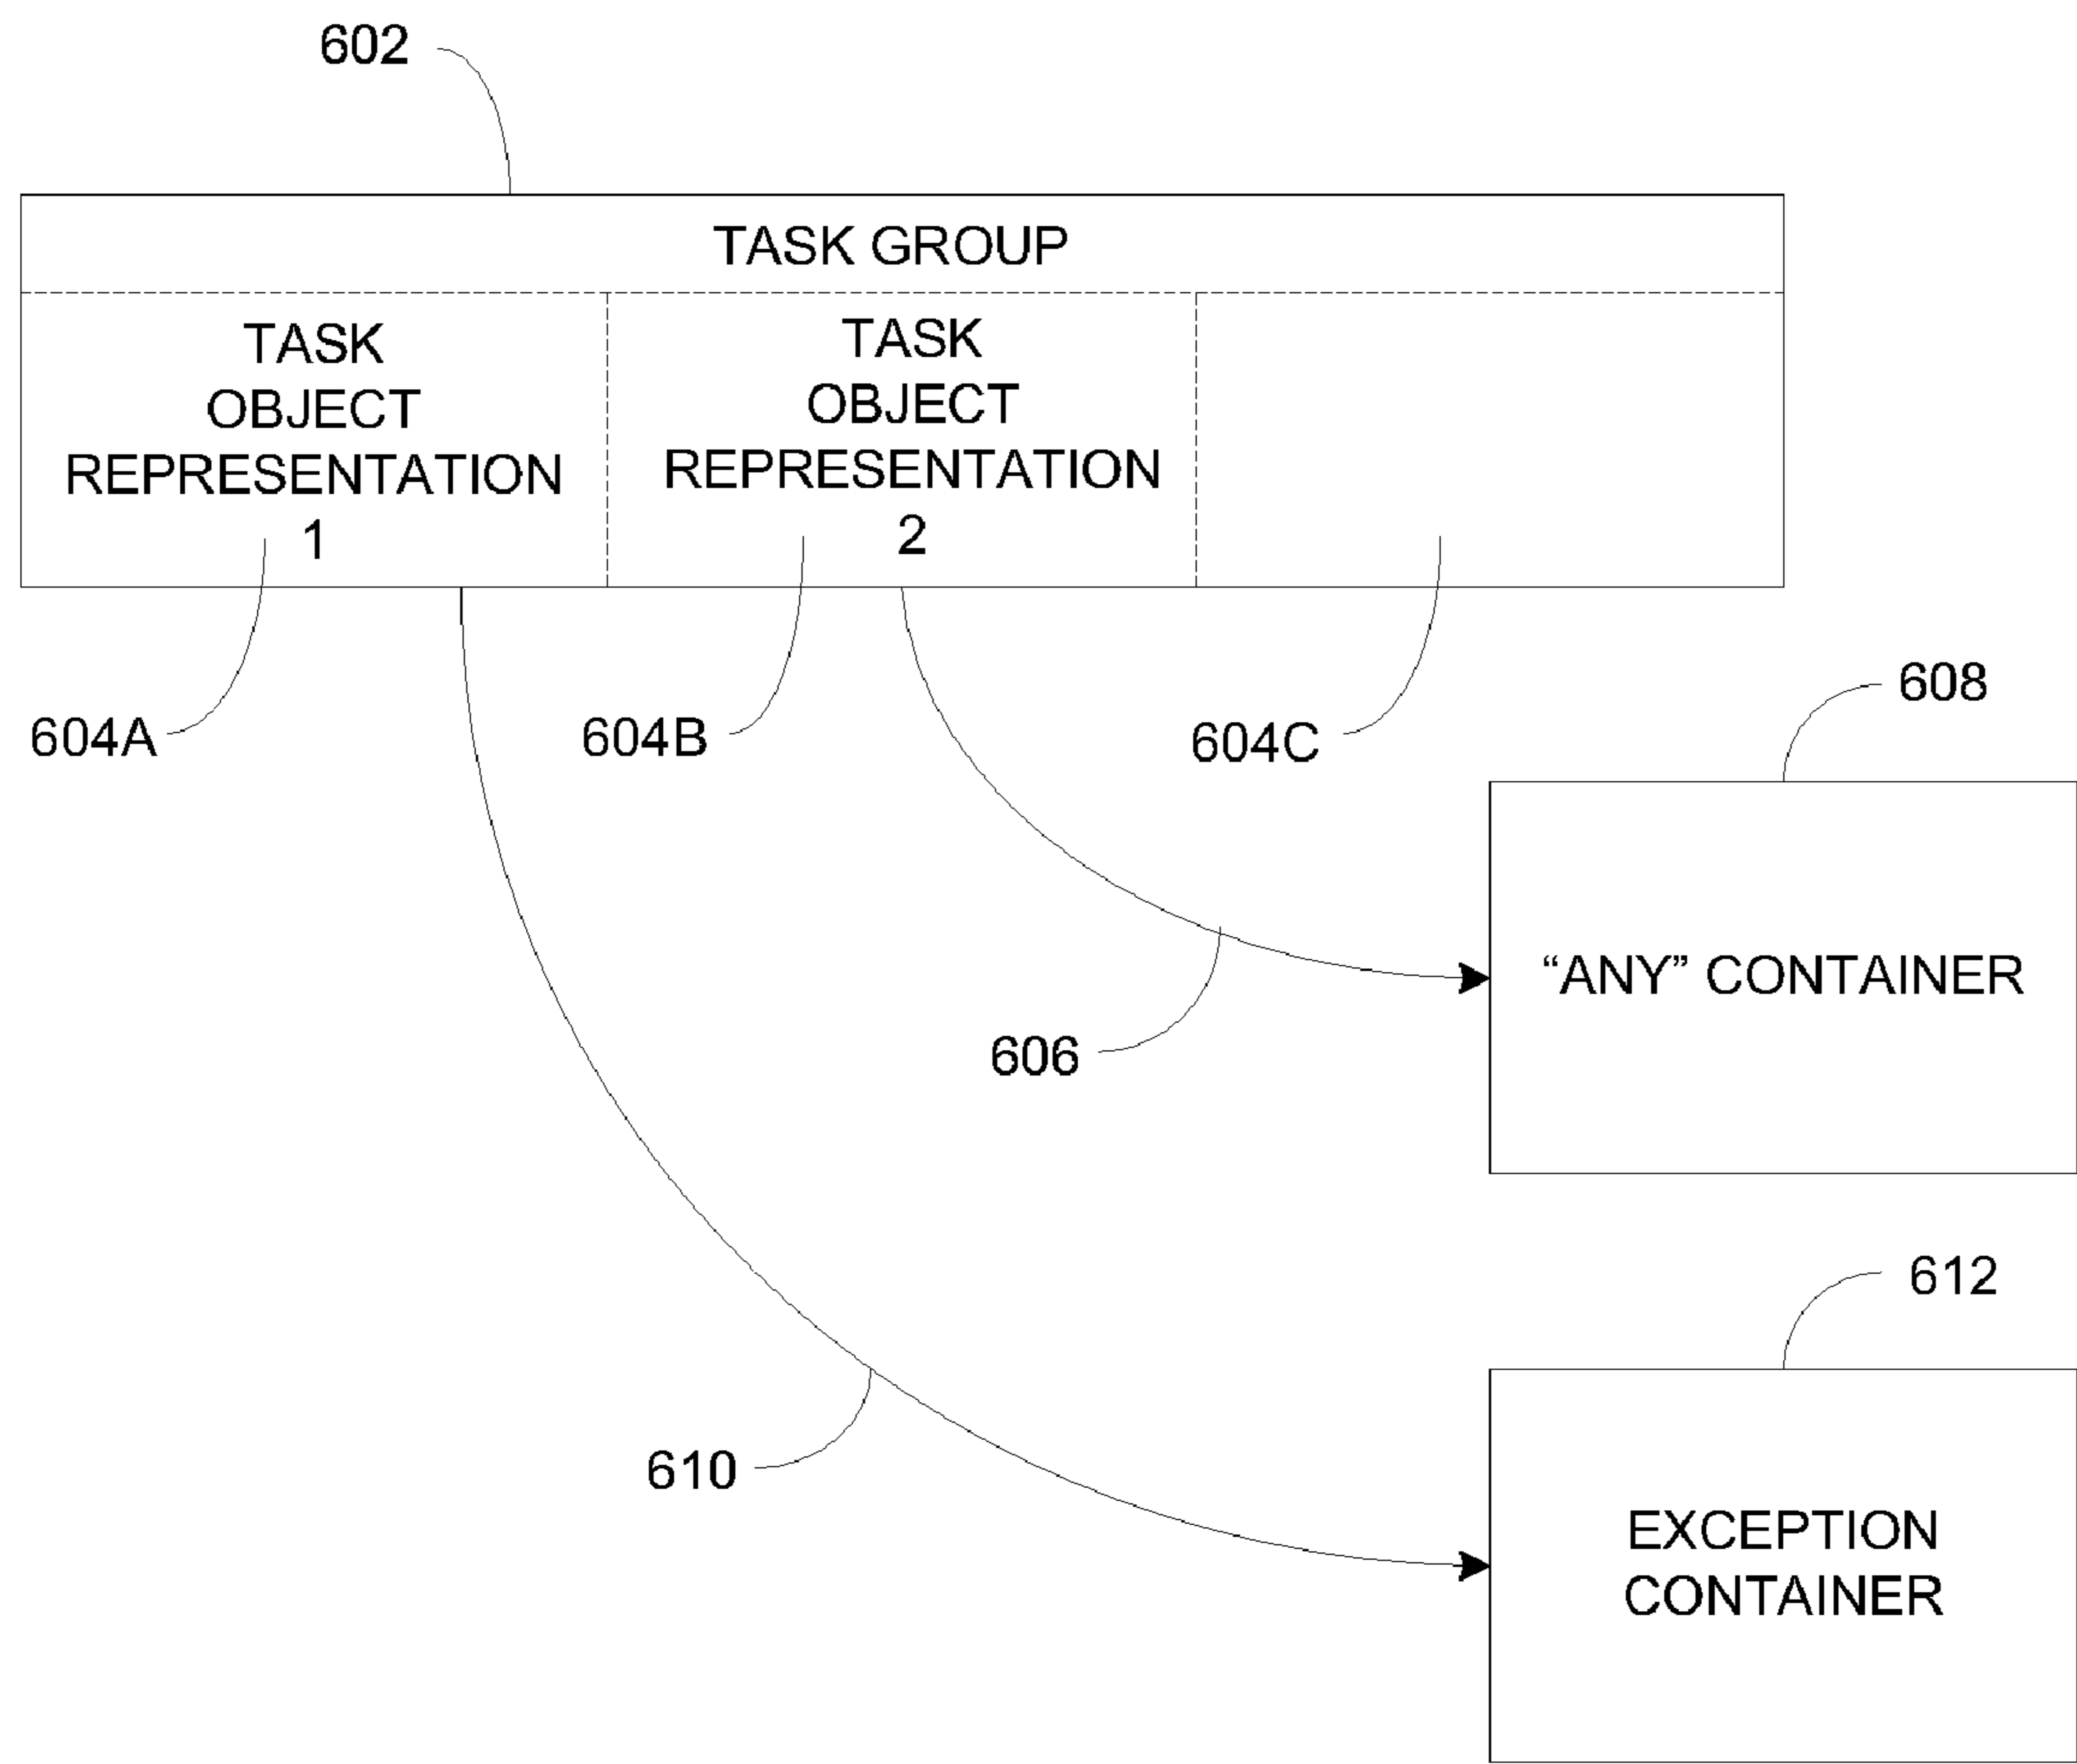 602
TASK GROUP
TASK
OBJECT
REPRESENTATION
1
TASK
OBJECT
REPRESENTATION
2
604A
604B
604C
608
“ANY” CONTAINER
606
612
610
EXCEPTION
CONTAINER